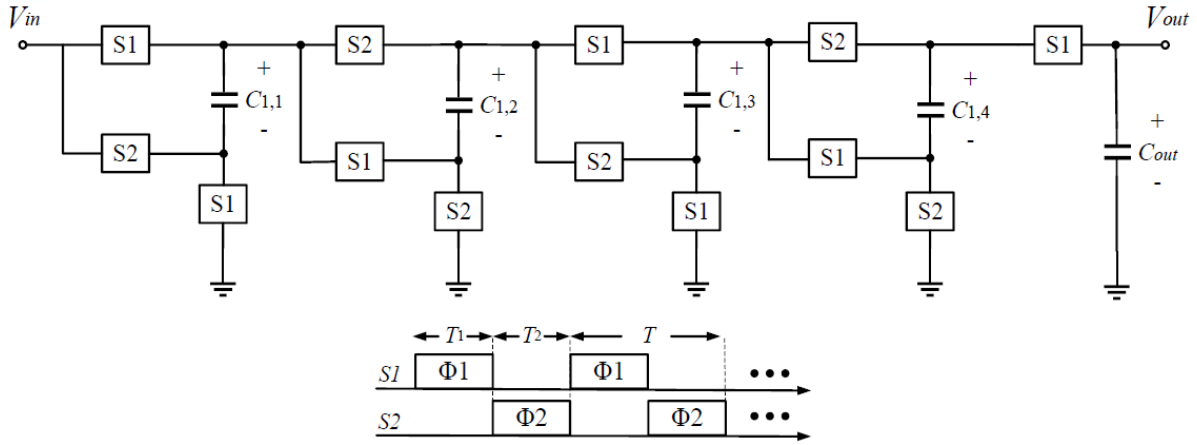 Vin S1 S2 S1 S2 S1 Vout
+ C1,1 -
+ C1,2 -
+ C1,3 -
+ C1,4 -
+ Cout -
S2 S1 S2 S1
S1 S2 S1 S2
T1 T2 T
S1 Φ1 Φ1 •••
S2 Φ2 Φ2 •••